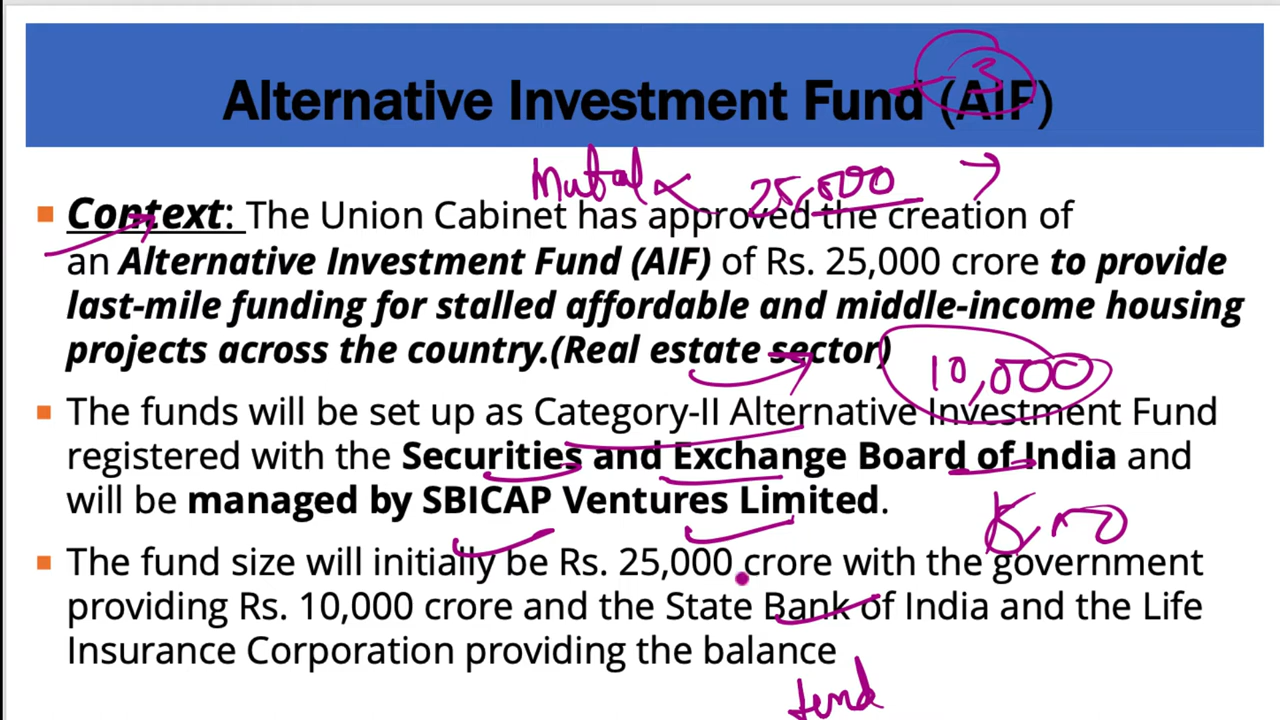 Alternative Investment Fund (AIF)
3
Mutual 25,000
Context: The Union Cabinet has approved the creation of
an Alternative Investment Fund (AIF) of Rs. 25,000 crore to provide
last-mile funding for stalled affordable and middle-income housing
projects across the country.(Real estate sector)
10,000
The funds will be set up as Category-II Alternative Investment Fund
registered with the Securities and Exchange Board of India and
will be managed by SBICAP Ventures Limited.
The fund size will initially be Rs. 25,000 crore with the government
providing Rs. 10,000 crore and the State Bank of India and the Life
Insurance Corporation providing the balance
fund